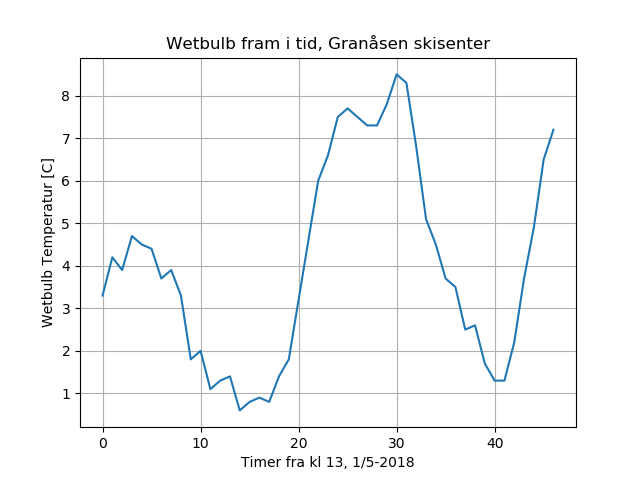 Wetbulb fram i tid, Granåsen skisenter
Wetbulb Temperatur [C]
8
7
6
5
4
3
2
1
0 10 20 30 40
Timer fra kl 13, 1/5-2018